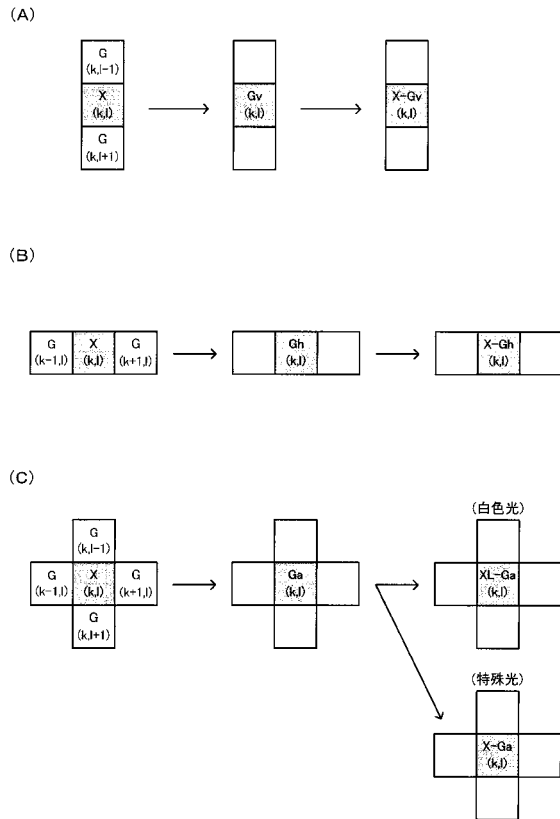 (A)
G
(k,l-1)
X
(k,l)
G
(k,l+1)
Gv
(k,l)
X-Gv
(k,l)
(B)
G
(k-1,l)
X
(k,l)
G
(k+1,l)
Gh
(k,l)
X-Gh
(k,l)
(C)
G
(k,l-1)
G
(k-1,l)
X
(k,l)
G
(k+1,l)
G
(k,l+1)
Ga
(k,l)
(白色光)
XL-Ga
(k,l)
(特殊光)
X-Ga
(k,l)